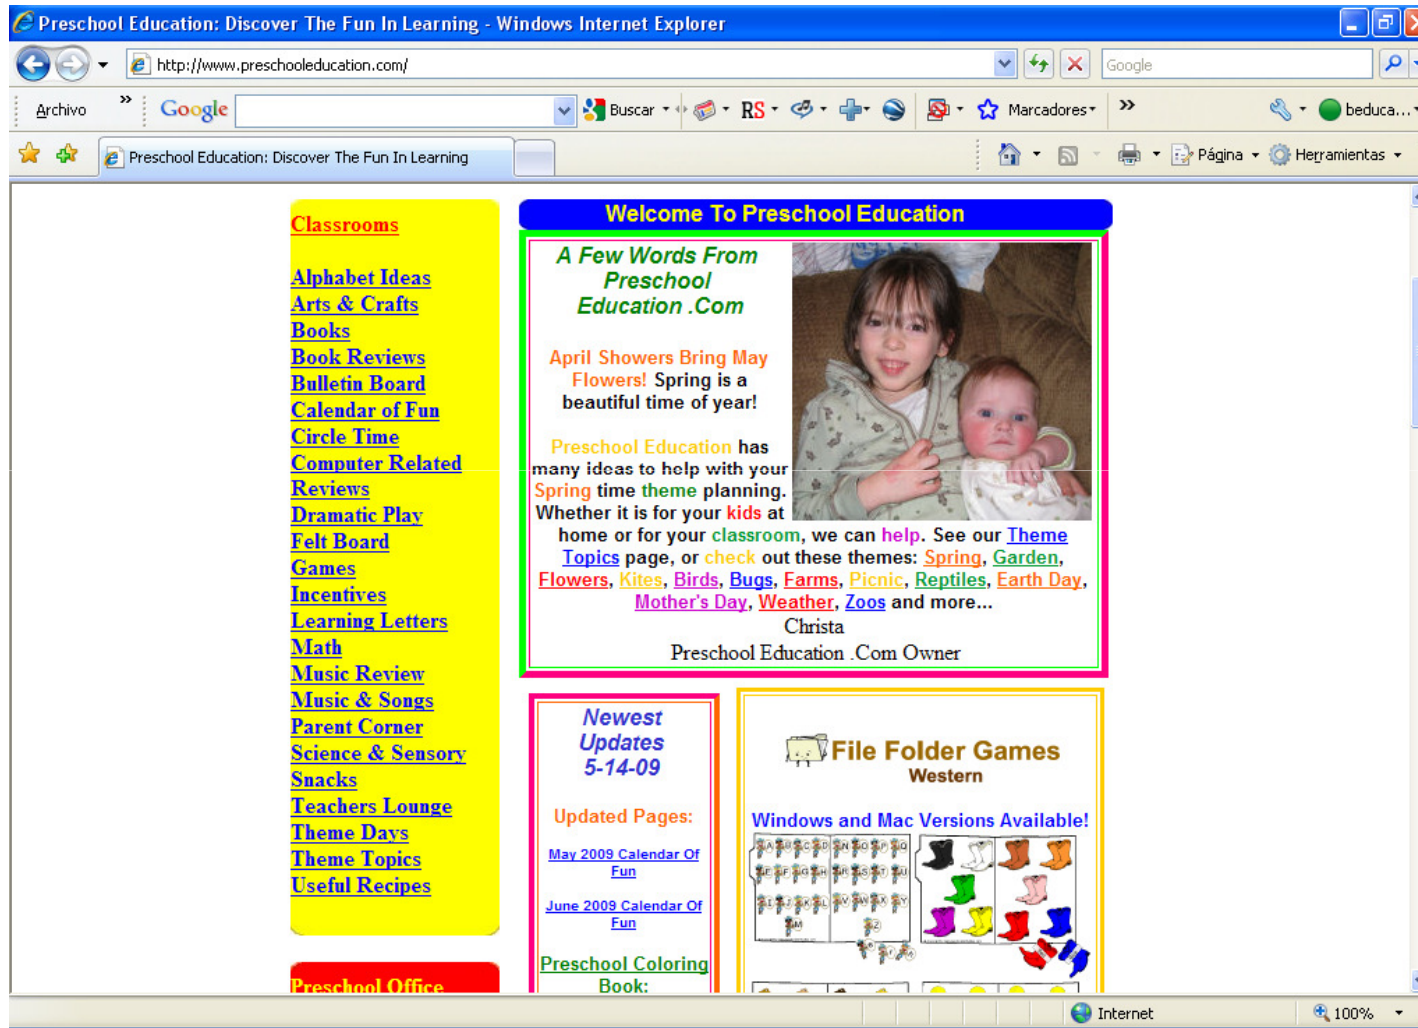 Preschool Education: Discover The Fun In Learning - Windows Internet Explorer
http://www.preschooleducation.com/
Google
Archivo
»
Google
Buscar
RS
Marcadores
»
beduca...
Preschool Education: Discover The Fun In Learning
Página
Herramientas
Classrooms
Alphabet Ideas
Arts & Crafts
Books
Book Reviews
Bulletin Board
Calendar of Fun
Circle Time
Computer Related
Reviews
Dramatic Play
Felt Board
Games
Incentives
Learning Letters
Math
Music Review
Music & Songs
Parent Corner
Science & Sensory
Snacks
Teachers Lounge
Theme Days
Theme Topics
Useful Recipes
Preschool Office
Welcome To Preschool Education
A Few Words From
Preschool
Education .Com
April Showers Bring May
Flowers! Spring is a
beautiful time of year!
Preschool Education has
many ideas to help with your
Spring time theme planning.
Whether it is for your kids at
home or for your classroom, we can help. See our Theme
Topics page, or check out these themes: Spring, Garden,
Flowers, Kites, Birds, Bugs, Farms, Picnic, Reptiles, Earth Day,
Mother's Day, Weather, Zoos and more...
Christa
Preschool Education .Com Owner
Newest
Updates
5-14-09
Updated Pages:
May 2009 Calendar Of
Fun
June 2009 Calendar Of
Fun
Preschool Coloring
Book:
File Folder Games
Western
Windows and Mac Versions Available!
A B C D N O P Q
E F G H R S T U
I J K L V W X Y
M Z
Internet
100%